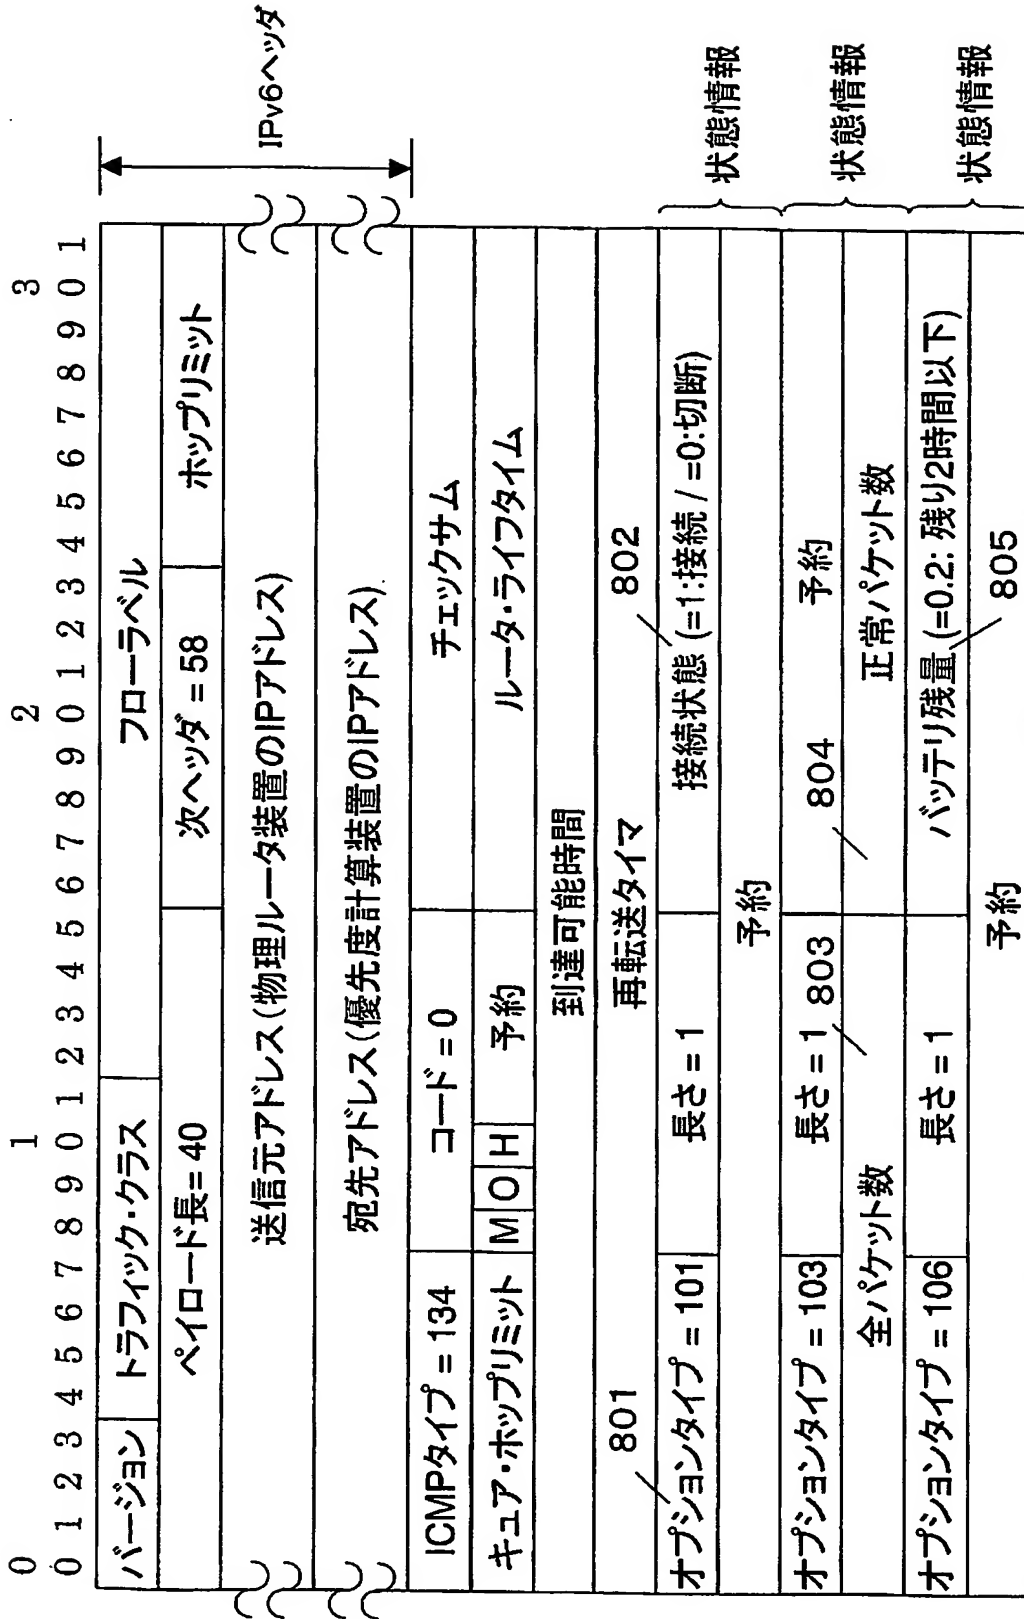 0 1 2 3
0 1 2 3 4 5 6 7 8 9 0 1 2 3 4 5 6 7 8 9 0 1 2 3 4 5 6 7 8 9 0 1
バージョン トラフィック・クラス フローラベル
ペイロード長=40 次ヘッダ=58 ホップリミット
送信元アドレス(物理ルータ装置のIPアドレス)
宛先アドレス(優先度計算装置のIPアドレス)
IPv6ヘッダ
ICMPタイプ=134 コード=0 チェックサム
キュア・ホップリミット M O H 予約 ルータ・ライフタイム
到達可能時間
再転送タイマ
801 802
オプションタイプ=101 長さ=1 接続状態(=1:接続/=0:切断)
予約
状態情報
オプションタイプ=103 長さ=1 予約
803 804
全パケット数 正常パケット数
状態情報
オプションタイプ=106 長さ=1 バッテリ残量(=0.2:残り2時間以下)
予約
805
状態情報